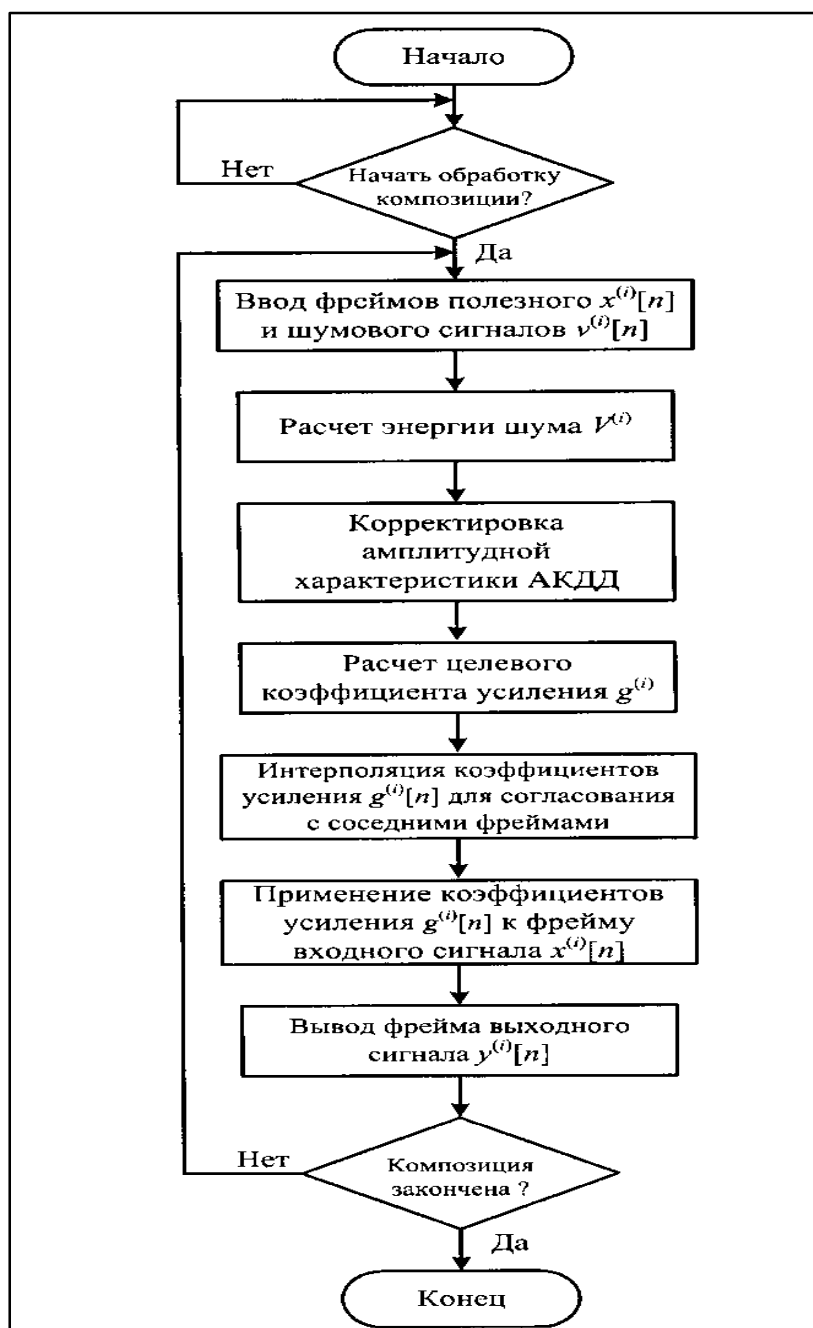 Начало
Нет
Начать обработку
композиции?
Да
Ввод фреймов полезного x⁽ⁱ⁾[n]
и шумового сигналов v⁽ⁱ⁾[n]
Расчет энергии шума V⁽ⁱ⁾
Корректировка
амплитудной
характеристики АКДД
Расчет целевого
коэффициента усиления g⁽ⁱ⁾
Интерполяция коэффициентов
усиления g⁽ⁱ⁾[n] для согласования
с соседними фреймами
Применение коэффициентов
усиления g⁽ⁱ⁾[n] к фрейму
входного сигнала x⁽ⁱ⁾[n]
Вывод фрейма выходного
сигнала y⁽ⁱ⁾[n]
Нет
Композиция
закончена ?
Да
Конец